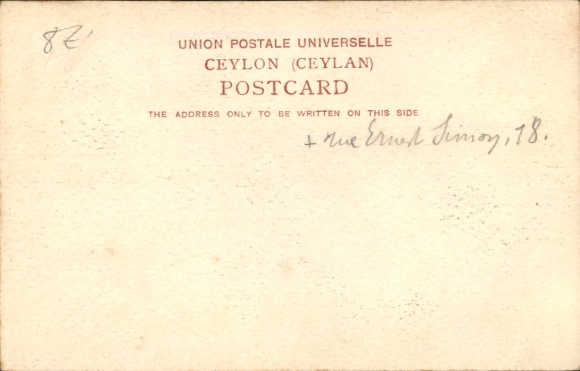 UNION POSTALE UNIVERSELLE
CEYLON (CEYLAN)
POSTCARD
THE ADDRESS ONLY TO BE WRITTEN ON THIS SIDE
+ rue Ernest Simon, 18.